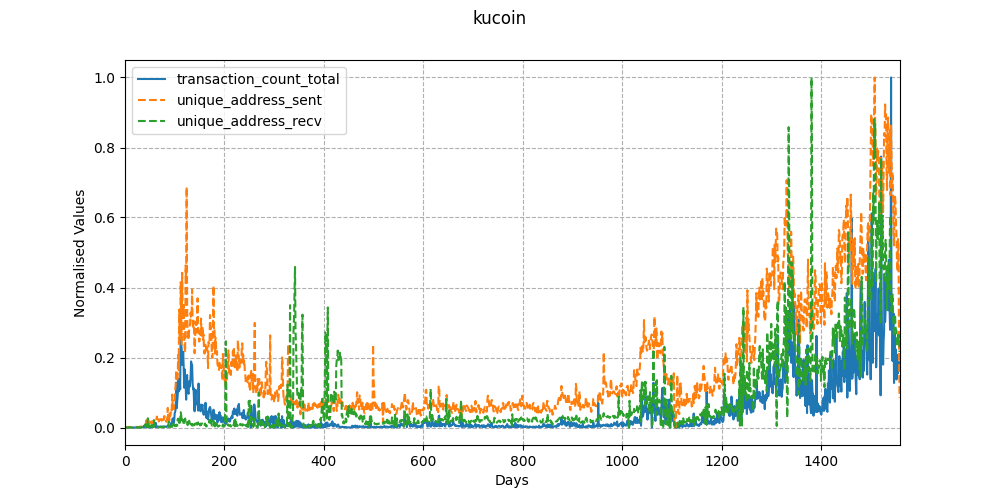 kucoin
transaction_count_total
unique_address_sent
unique_address_recv
Normalised Values
1.0
0.8
0.6
0.4
0.2
0.0
0 200 400 600 800 1000 1200 1400
Days